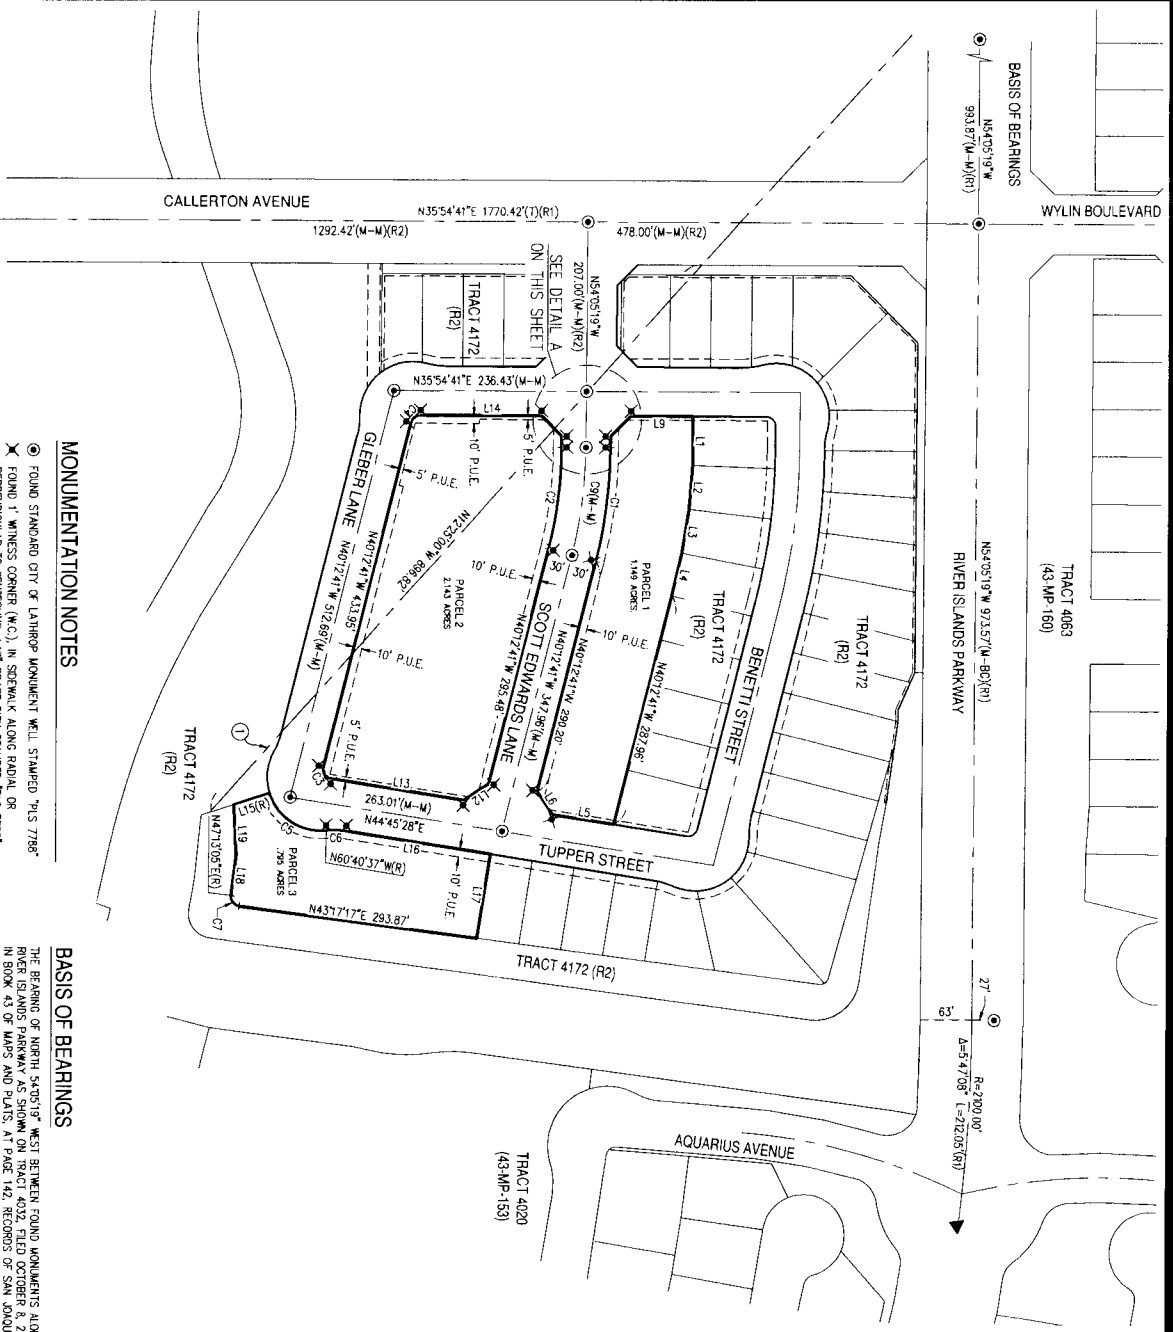 BASIS OF BEARINGS
N54°05'19"W
993.87'(M-M)(R1)
WYLIN BOULEVARD
CALLERTON AVENUE
N35°54'41"E 1770.42'(T)(R1)
1292.42'(M-M)(R2)
478.00'(M-M)(R2)
N54°05'19"W
207.00'(M-M)(R2)
SEE DETAIL A
ON THIS SHEET
TRACT 4172
(R2)
N35°54'41"E 236.43'(M-M)
TRACT 4063
(43-MP-160)
N54°05'19"W 973.57'(M-BC)(R1)
RIVER ISLANDS PARKWAY
TRACT 4172
(R2)
TRACT 4172
(R2)
BENETTI STREET
L9
L1
L2
L3
L4
N40°12'41"W 287.96'
L5
L6
PARCEL 1
1.149 ACRES
C1
C9(M-M)
C2
30'
30'
10' P.U.E.
N40°12'41"W 290.20'
N40°12'41"W 347.96'(M-M)
SCOTT EDWARDS LANE
N40°12'41"W 295.48'
10' P.U.E.
L14
C4
5' P.U.E.
10' P.U.E.
5' P.U.E.
PARCEL 2
2.143 ACRES
N12°25'00"W 896.82'
N40°12'41"W 433.95'
10' P.U.E.
GLEBER LANE
N40°12'41"W 512.69'(M-M)
5' P.U.E.
C3
L13
L12
263.01'(M-M)
N44°45'28"E
TUPPER STREET
1
TRACT 4172
(R2)
L15(R)
C5
C6
N60°40'37"W(R)
L16
10' P.U.E.
L17
L19
L18
N47°13'05"E(R)
PARCEL 3
.795 ACRES
N43°17'17"E 293.87'
C7
TRACT 4172 (R2)
27'
63'
R=2100.00'
Δ=5°47'08" L=212.05'(R1)
AQUARIUS AVENUE
TRACT 4020
(43-MP-153)
MONUMENTATION NOTES
FOUND STANDARD CITY OF LATHROP MONUMENT WELL STAMPED "PLS 7788"
FOUND 1" WITNESS CORNER (W.C.), IN SIDEWALK ALONG RADIAL OR
BASIS OF BEARINGS
THE BEARING OF NORTH 54°05'19" WEST BETWEEN FOUND MONUMENTS ALO
RIVER ISLANDS PARKWAY AS SHOWN ON TRACT 4032, FILED OCTOBER 8, 2
IN BOOK 43 OF MAPS AND PLATS, AT PAGE 142, RECORDS OF SAN JOAQU